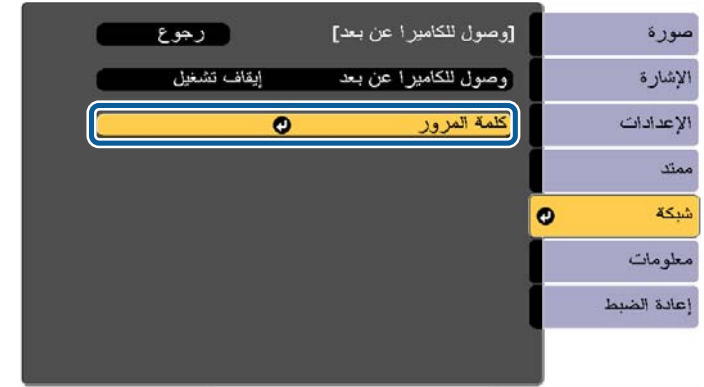 صورة
الإشارة
الإعدادات
ممتد
شبكة
معلومات
إعادة الضبط
[وصول للكاميرا عن بعد] رجوع
وصول للكاميرا عن بعد إيقاف تشغيل
كلمة المرور